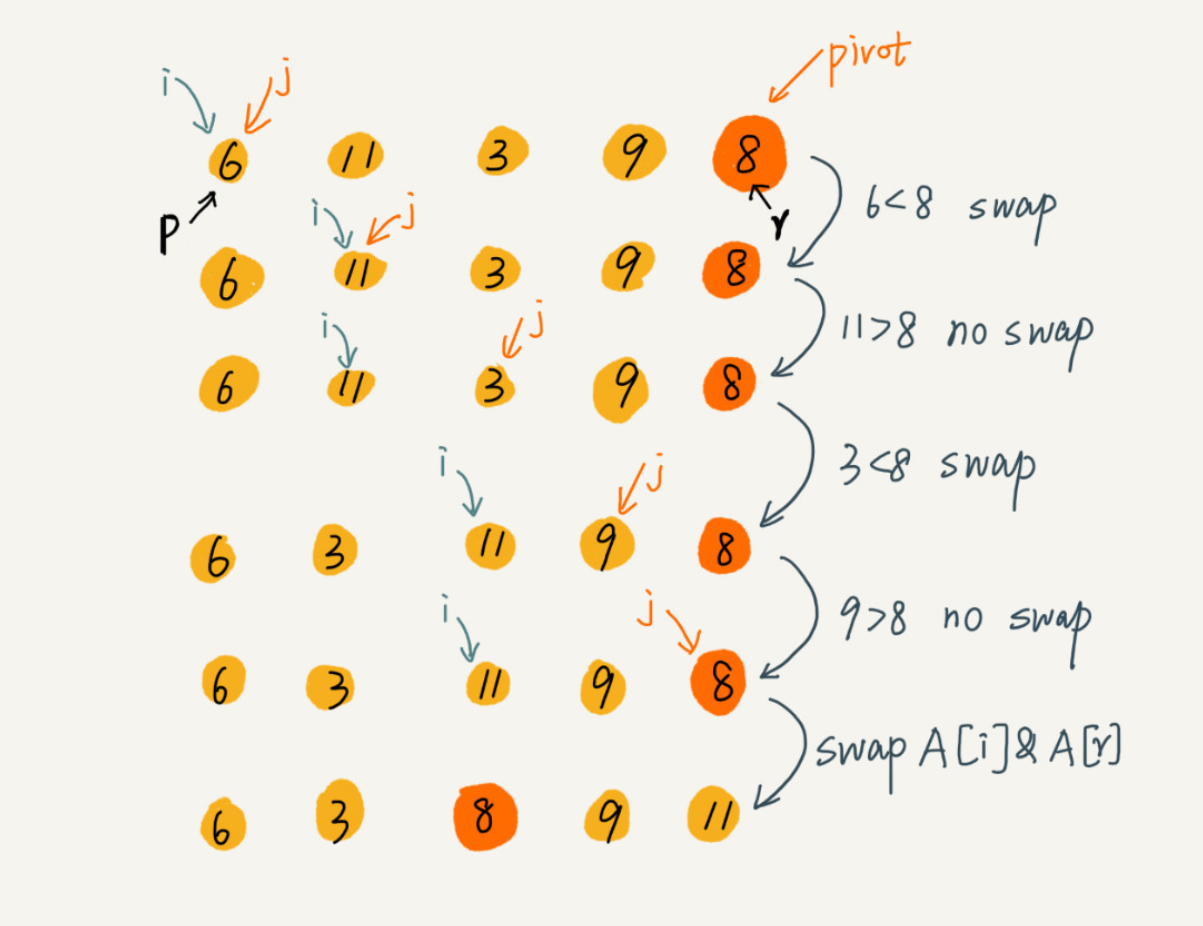 pivot
i j
6 11 3 9 8
p r
6<8 swap
i j
6 11 3 9 8
11>8 no swap
i j
6 11 3 9 8
3<8 swap
i j
6 3 11 9 8
9>8 no swap
i j
6 3 11 9 8
swap A[i]&A[r]
6 3 8 9 11